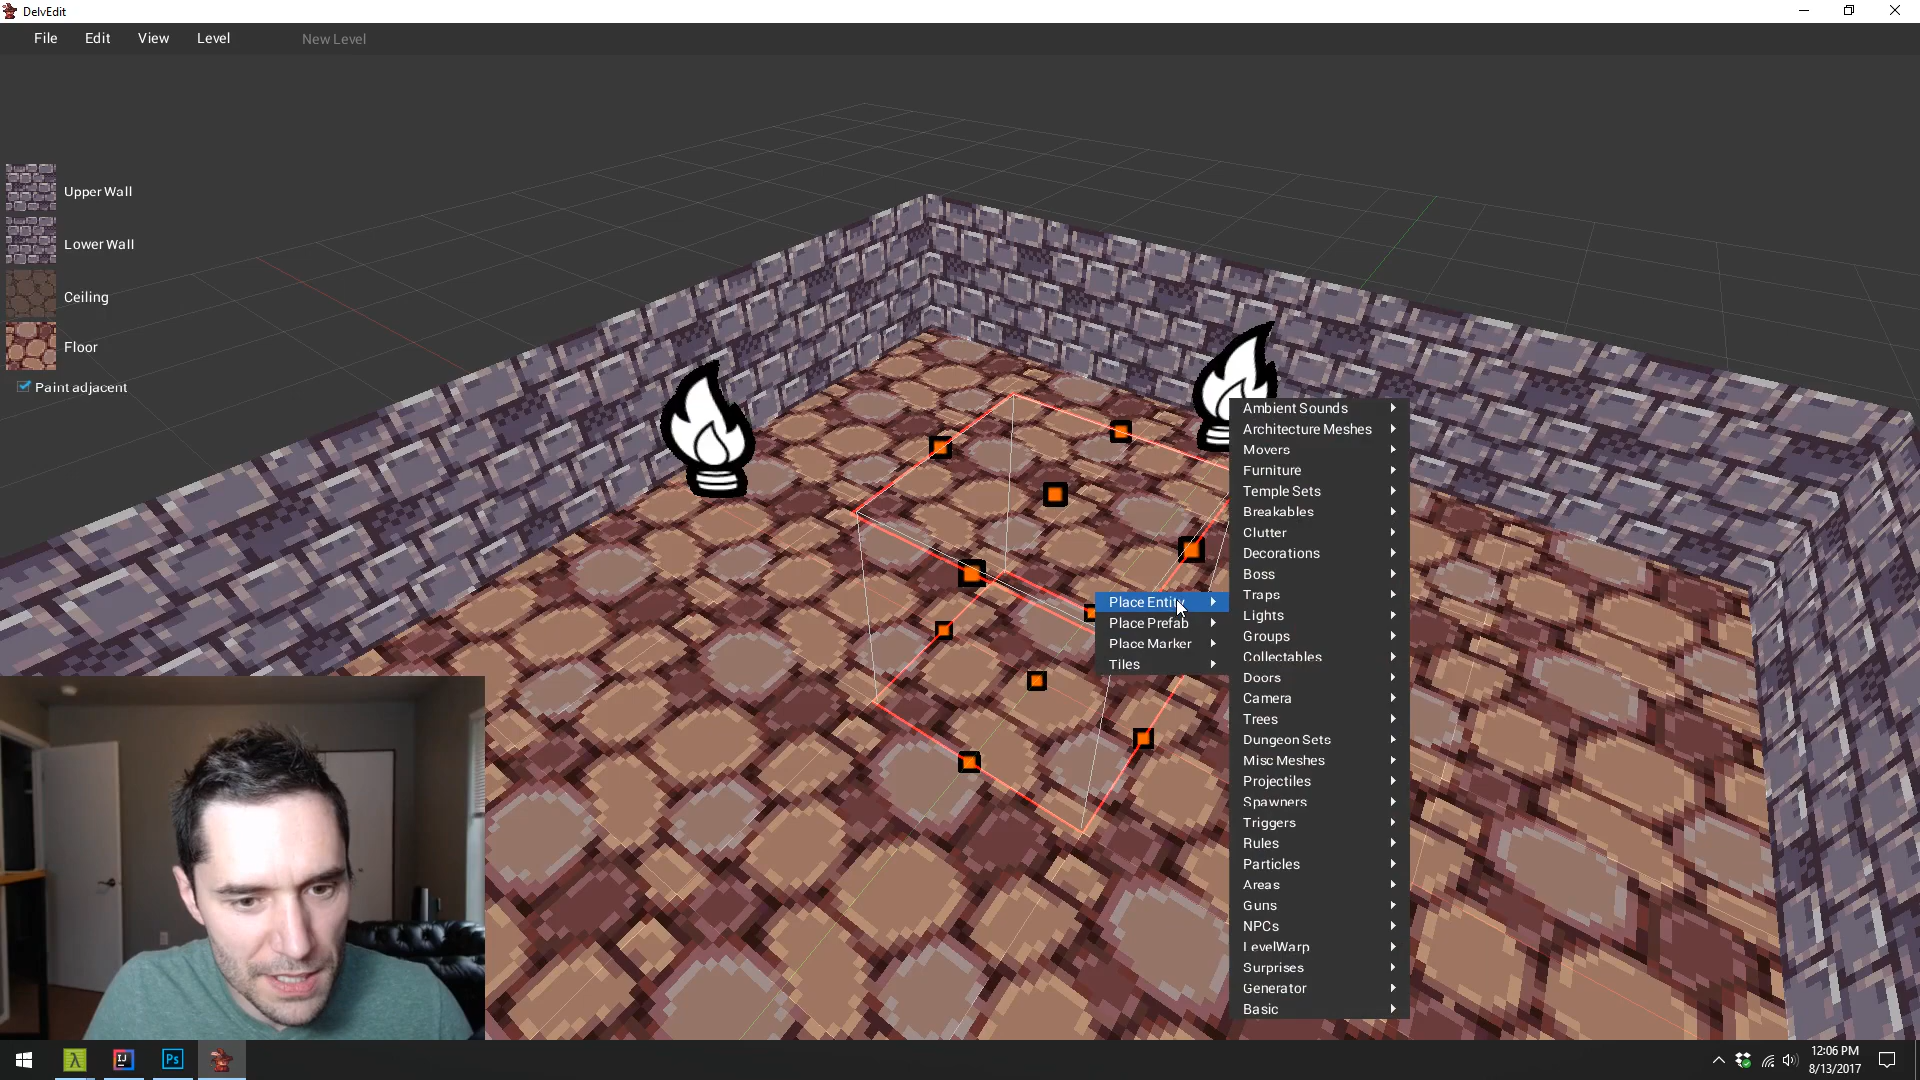 DelvEdit
File Edit View Level New Level
Upper Wall
Lower Wall
Ceiling
Floor
Paint adjacent
Place Entity
Place Prefab
Place Marker
Tiles
Ambient Sounds
Architecture Meshes
Movers
Furniture
Temple Sets
Breakables
Clutter
Decorations
Boss
Traps
Lights
Groups
Collectables
Doors
Camera
Trees
Dungeon Sets
Misc Meshes
Projectiles
Spawners
Triggers
Rules
Particles
Areas
Guns
NPCs
LevelWarp
Surprises
Generator
Basic
λ
IJ
Ps
12:06 PM
8/13/2017